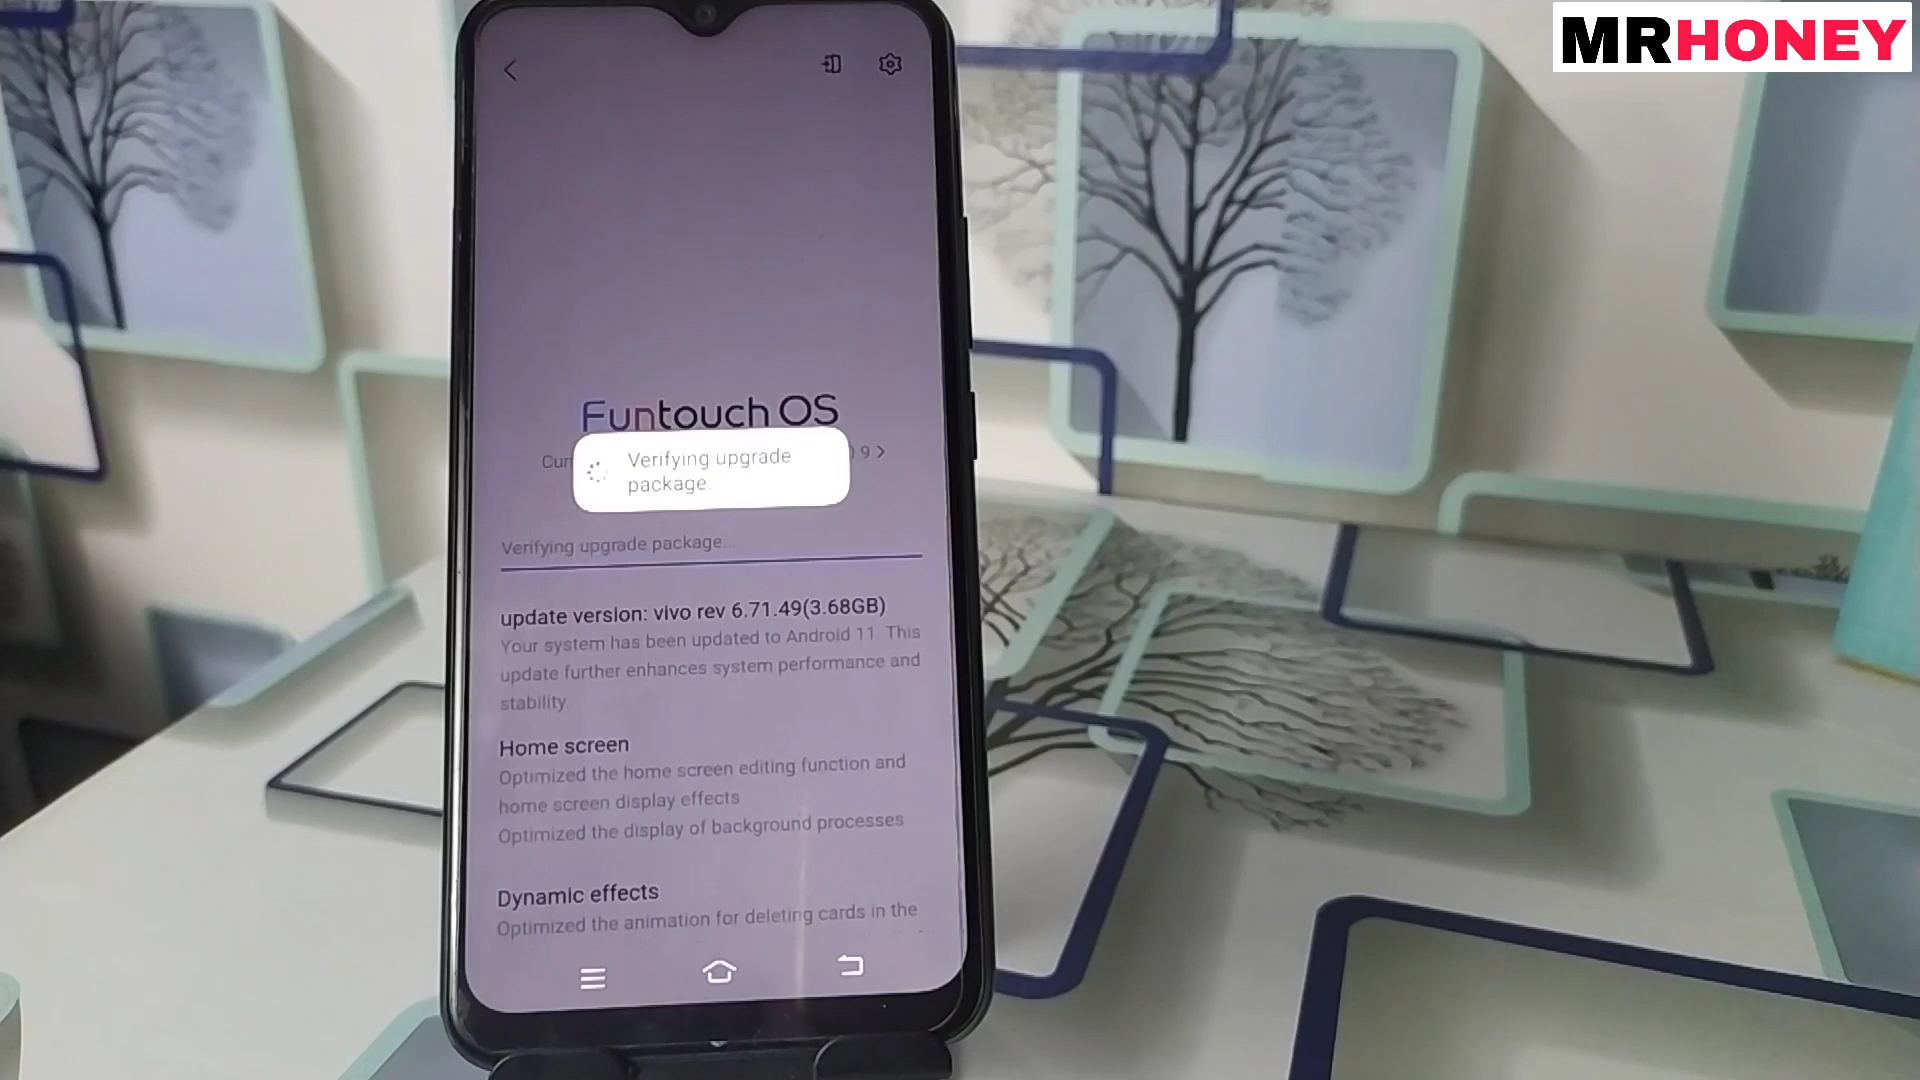 MRHONEY
Funtouch OS
Cur 9 >
Verifying upgrade
package
Verifying upgrade package...
update version: vivo rev 6.71.49(3.68GB)
Your system has been updated to Android 11. This
update further enhances system performance and
stability.
Home screen
Optimized the home screen editing function and
home screen display effects
Optimized the display of background processes
Dynamic effects
Optimized the animation for deleting cards in the